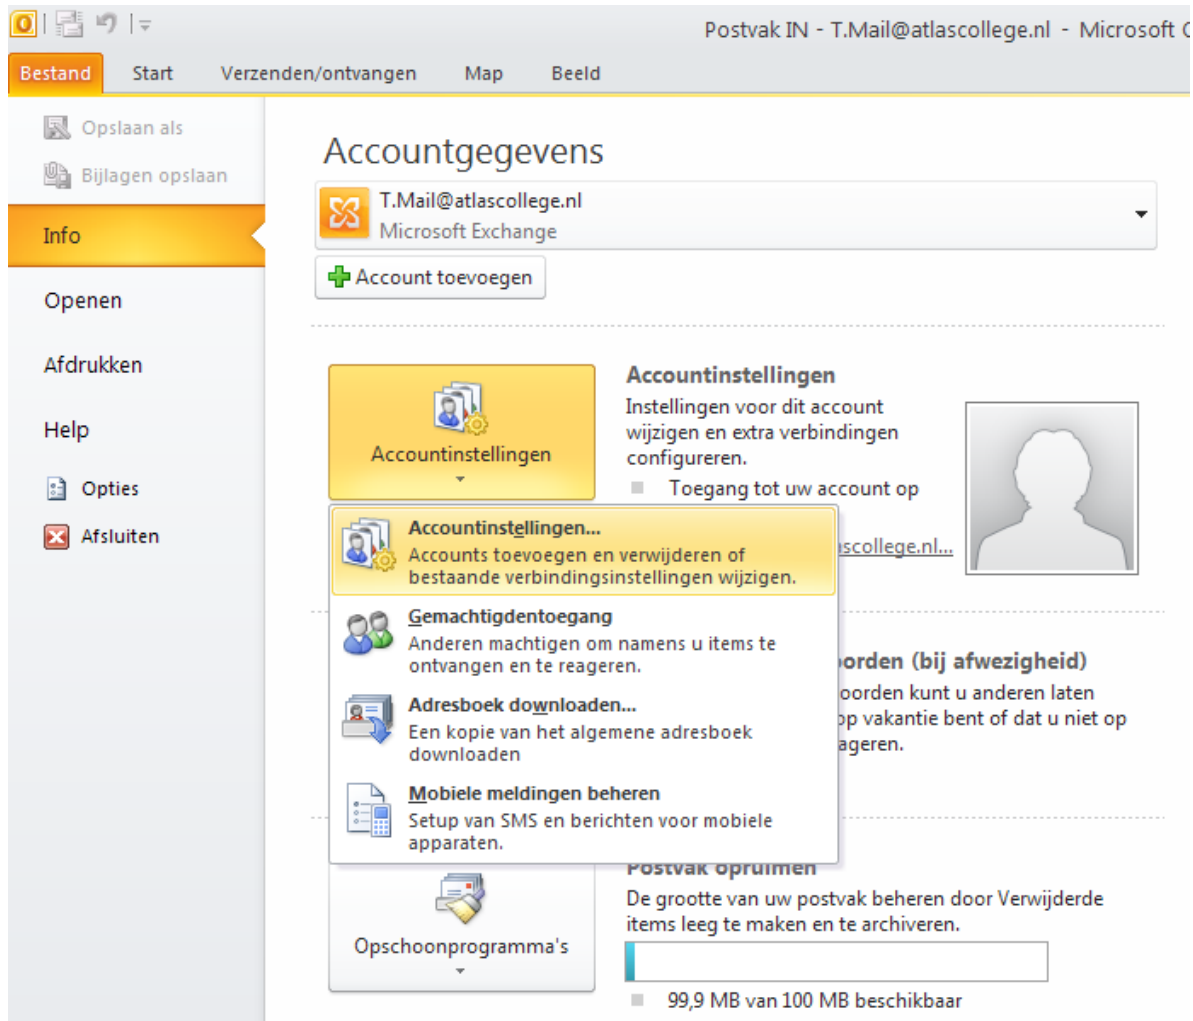 Postvak IN - T.Mail@atlascollege.nl - Microsoft
Bestand Start Verzenden/ontvangen Map Beeld
Opslaan als
Bijlagen opslaan
Info
Openen
Afdrukken
Help
Opties
Afsluiten
Accountgegevens
T.Mail@atlascollege.nl
Microsoft Exchange
Account toevoegen
Accountinstellingen
Accountinstellingen
Instellingen voor dit account
wijzigen en extra verbindingen
configureren.
Toegang tot uw account op
scollege.nl...
Accountinstellingen...
Accounts toevoegen en verwijderen of
bestaande verbindingsinstellingen wijzigen.
Gemachtigdentoegang
Anderen machtigen om namens u items te
ontvangen en te reageren.
Adresboek downloaden...
Een kopie van het algemene adresboek
downloaden
Mobiele meldingen beheren
Setup van SMS en berichten voor mobiele
apparaten.
orden (bij afwezigheid)
oorden kunt u anderen laten
op vakantie bent of dat u niet op
ageren.
Opschoonprogramma's
Postvak opruimen
De grootte van uw postvak beheren door Verwijderde
items leeg te maken en te archiveren.
99,9 MB van 100 MB beschikbaar